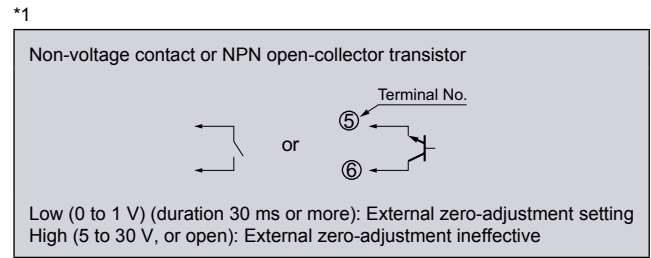 *1
Non-voltage contact or NPN open-collector transistor
Terminal No.
⑤
or
⑥
Low (0 to 1 V) (duration 30 ms or more): External zero-adjustment setting
High (5 to 30 V, or open): External zero-adjustment ineffective